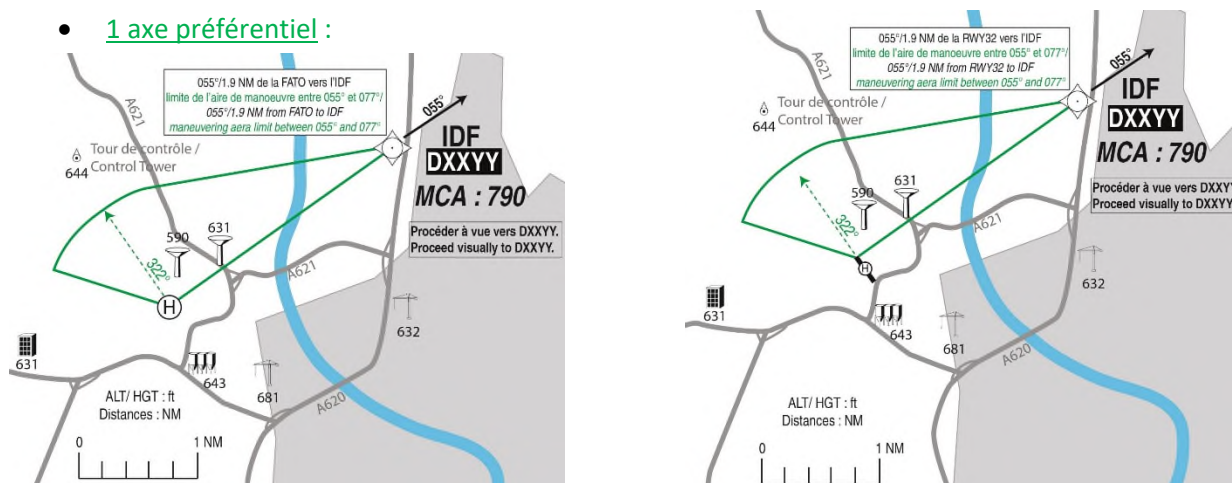 • 1 axe préférentiel :
055°/1.9 NM de la FATO vers l'IDF
limite de l'aire de manoeuvre entre 055° et 077°/
055°/1.9 NM from FATO to IDF
maneuvering aera limit between 055° and 077°
A621
055°
IDF
DXXYY
MCA : 790
Tour de contrôle /
Control Tower
644
Procéder à vue vers DXXYY.
Proceed visually to DXXYY.
590
631
322°
A621
H
632
631
643
681
A620
ALT/ HGT : ft
Distances : NM
0
1 NM
055°/1.9 NM de la RWY32 vers l'IDF
limite de l'aire de manoeuvre entre 055° et 077°/
055°/1.9 NM from RWY32 to IDF
maneuvering aera limit between 055° and 077°
A621
055°
IDF
DXXYY
MCA : 790
Tour de contrôle /
Control Tower
644
Procéder à vue vers DXXYY
Proceed visually to DXXYY
590
631
322°
A621
H
632
631
643
681
A620
ALT/ HGT : ft
Distances : NM
0
1 NM